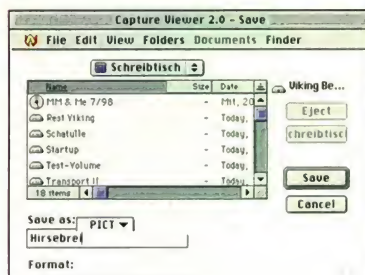 Capture Viewer 2.0 - Save
File Edit View Folders Documents Finder
Schreibtisch
Name Size Date
MM & Me 7/98 - Mit, 20
Rest Viking - Today,
Schatulle - Today,
Startup - Today,
Test-Volume - Today,
Transport II - Today,
18 items
Viking Be...
Eject
chreibtisc
Save
Cancel
Save as: PICT
Hirsebrei
Format: